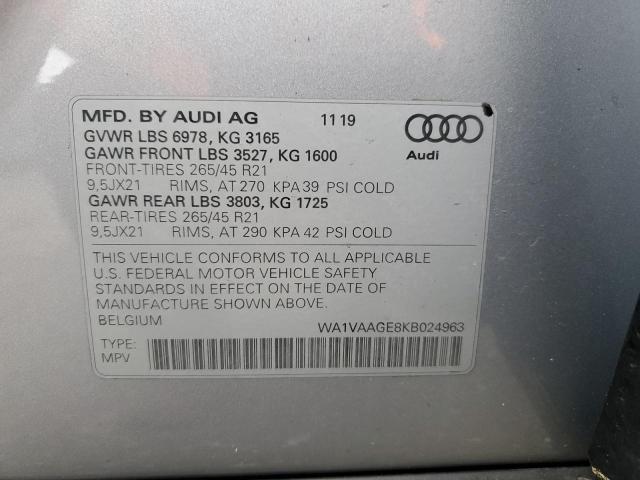 MFD. BY AUDI AG 11 19
GVWR LBS 6978, KG 3165
GAWR FRONT LBS 3527, KG 1600
Audi
FRONT-TIRES 265/45 R21
9,5JX21 RIMS, AT 270 KPA 39 PSI COLD
GAWR REAR LBS 3803, KG 1725
REAR-TIRES 265/45 R21
9,5JX21 RIMS, AT 290 KPA 42 PSI COLD
THIS VEHICLE CONFORMS TO ALL APPLICABLE
U.S. FEDERAL MOTOR VEHICLE SAFETY
STANDARDS IN EFFECT ON THE DATE OF
MANUFACTURE SHOWN ABOVE.
BELGIUM WA1VAAGE8KB024963
TYPE:
MPV